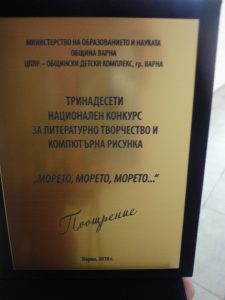 МИНИСТЕРСТВО НА ОБРАЗОВАНИЕТО И НАУКАТА
ОБЩИНА ВАРНА
ЦПЛР – ОБЩИНСКИ ДЕТСКИ КОМПЛЕКС, гр. ВАРНА
ТРИНАДЕСЕТИ
НАЦИОНАЛЕН КОНКУРС
ЗА ЛИТЕРАТУРНО ТВОРЧЕСТВО И
КОМПЮТЪРНА РИСУНКА
„МОРЕТО, МОРЕТО, МОРЕТО...“
Поощрение
Варна, 2018 г.